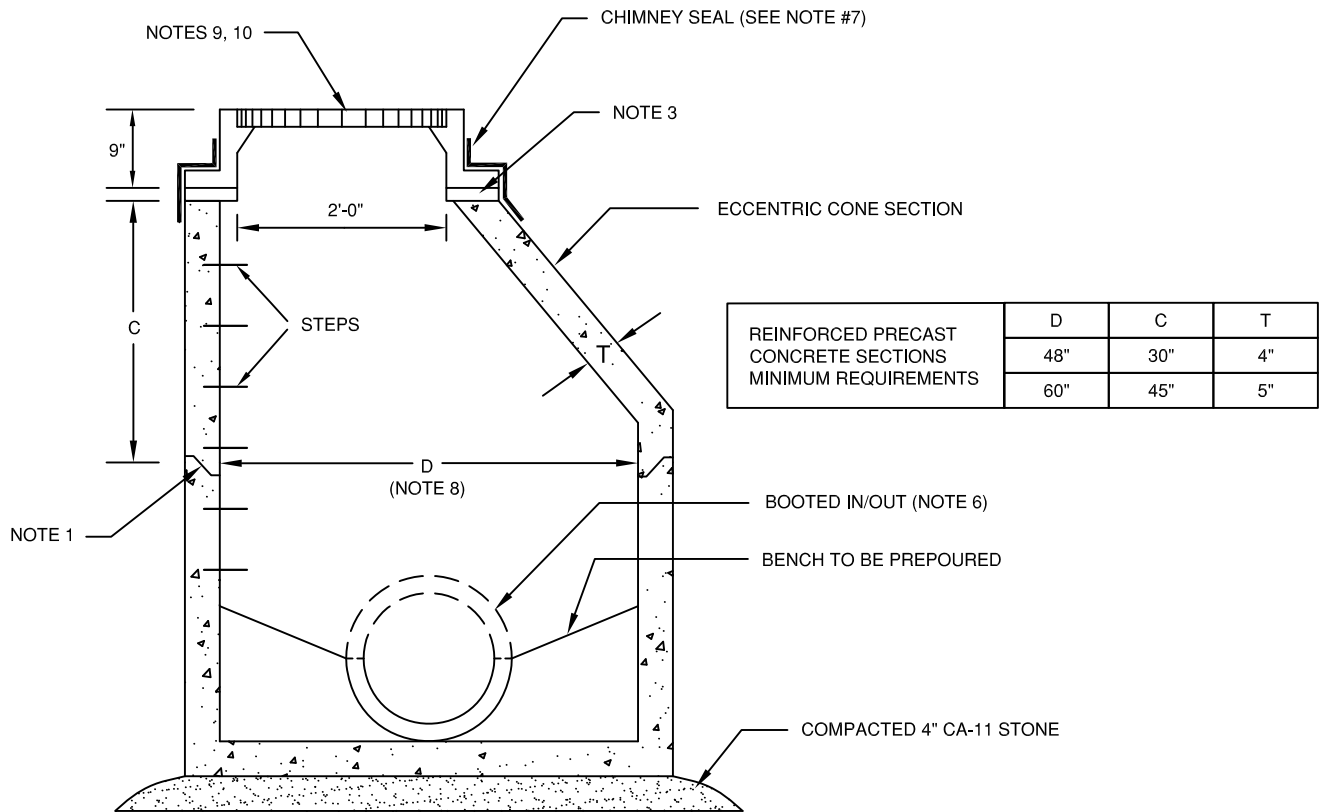 CHIMNEY SEAL (SEE NOTE #7)
NOTES 9, 10
NOTE 3
9"
2'-0"
ECCENTRIC CONE SECTION
C
STEPS
T
REINFORCED PRECAST
CONCRETE SECTIONS
MINIMUM REQUIREMENTS
D C T
48" 30" 4"
60" 45" 5"
D
(NOTE 8)
BOOTED IN/OUT (NOTE 6)
NOTE 1
BENCH TO BE PREPOURED
COMPACTED 4" CA-11 STONE